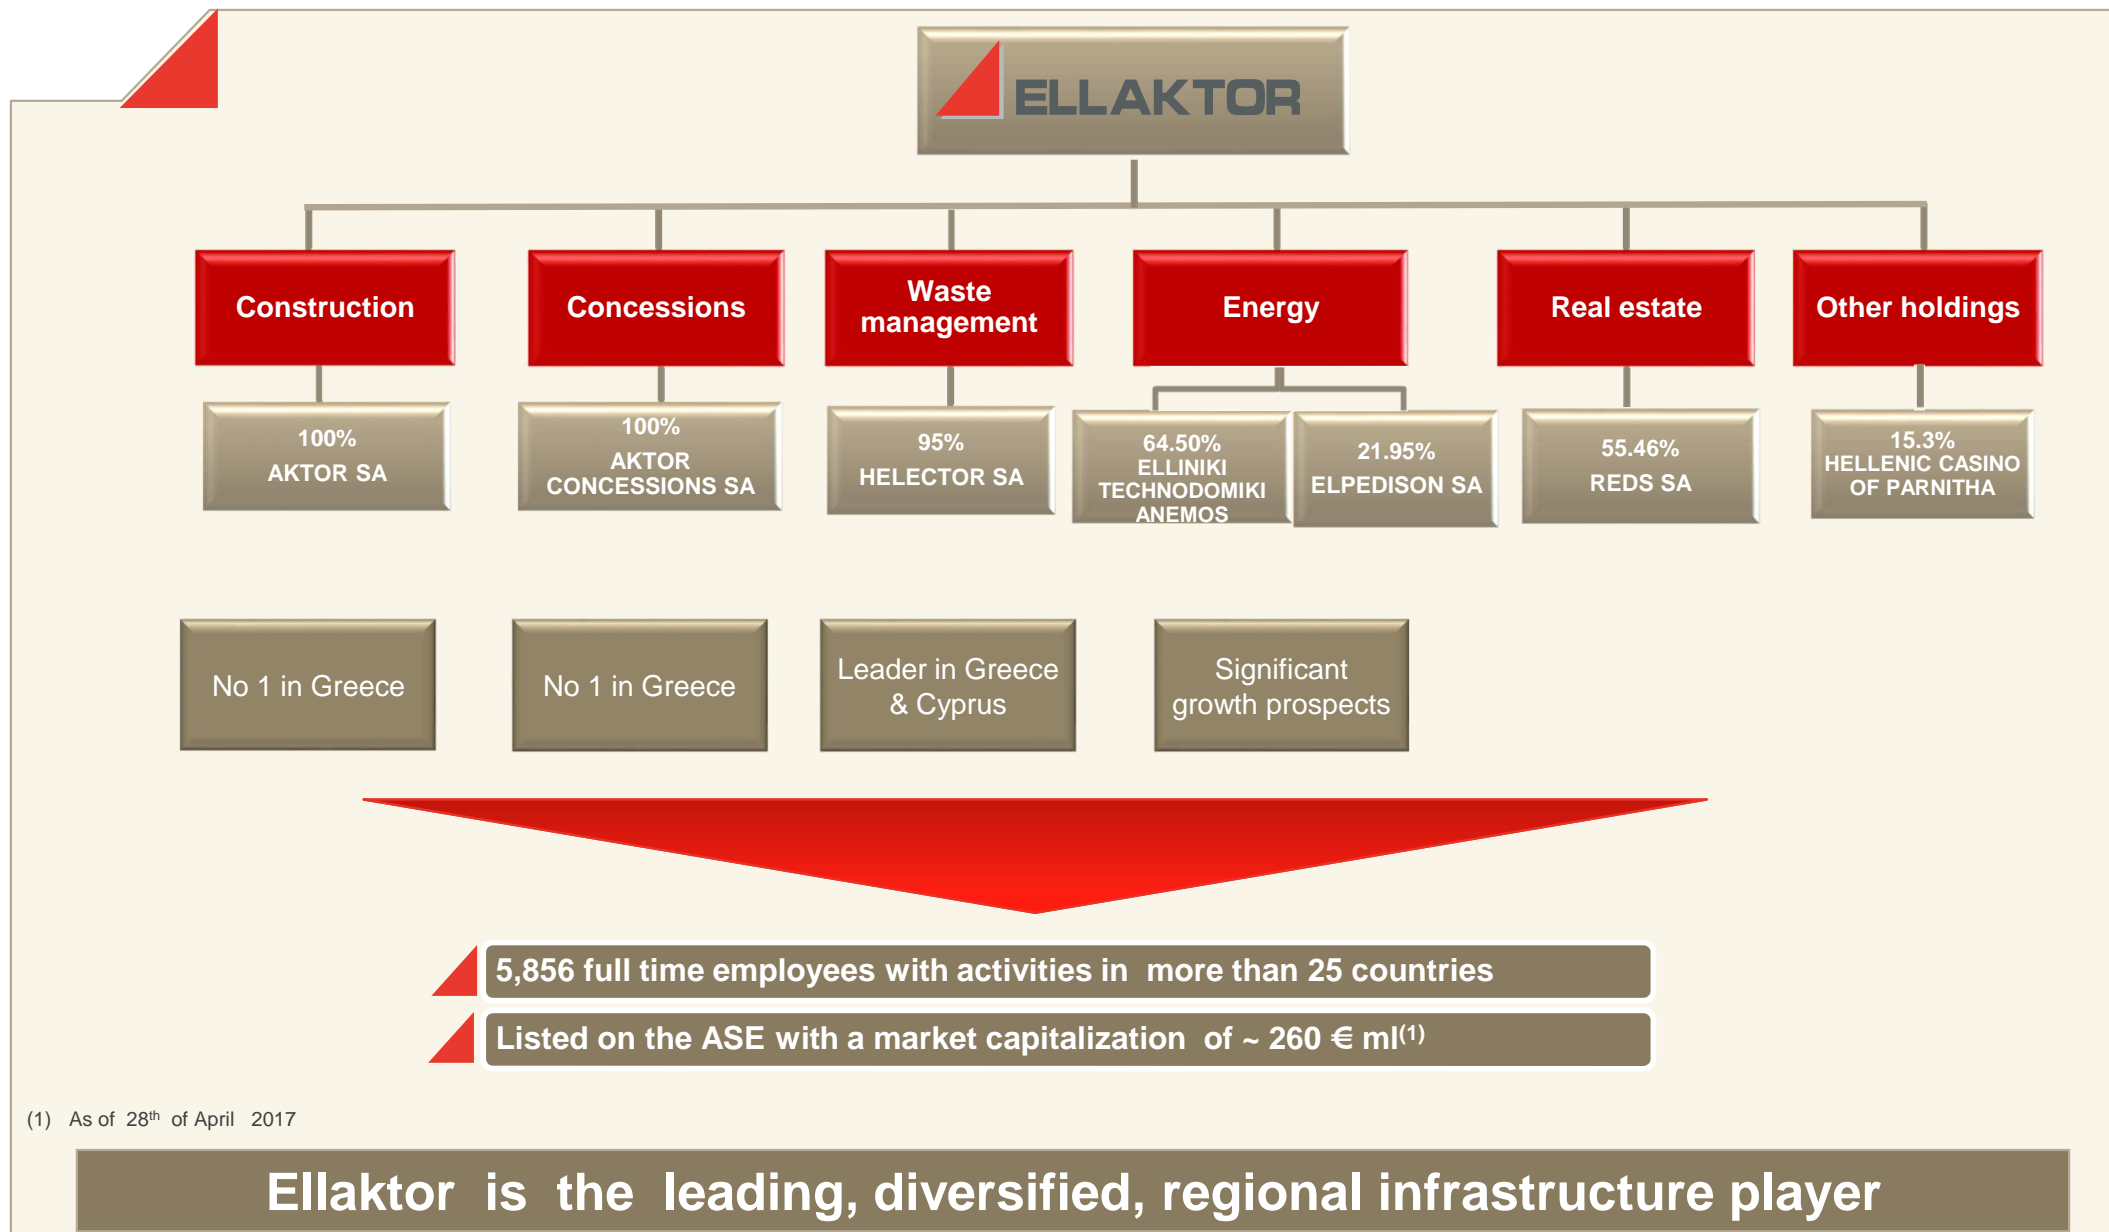 ELLAKTOR
Construction
Concessions
Waste
management
Energy
Real estate
Other holdings
100%
AKTOR SA
100%
AKTOR
CONCESSIONS SA
95%
HELECTOR SA
64.50%
ELLINIKI
TECHNODOMIKI
ANEMOS
21.95%
ELPEDISON SA
55.46%
REDS SA
15.3%
HELLENIC CASINO
OF PARNITHA
No 1 in Greece
No 1 in Greece
Leader in Greece
& Cyprus
Significant
growth prospects
5,856 full time employees with activities in more than 25 countries
Listed on the ASE with a market capitalization of ~ 260 € ml(1)
(1) As of 28th of April 2017
Ellaktor is the leading, diversified, regional infrastructure player